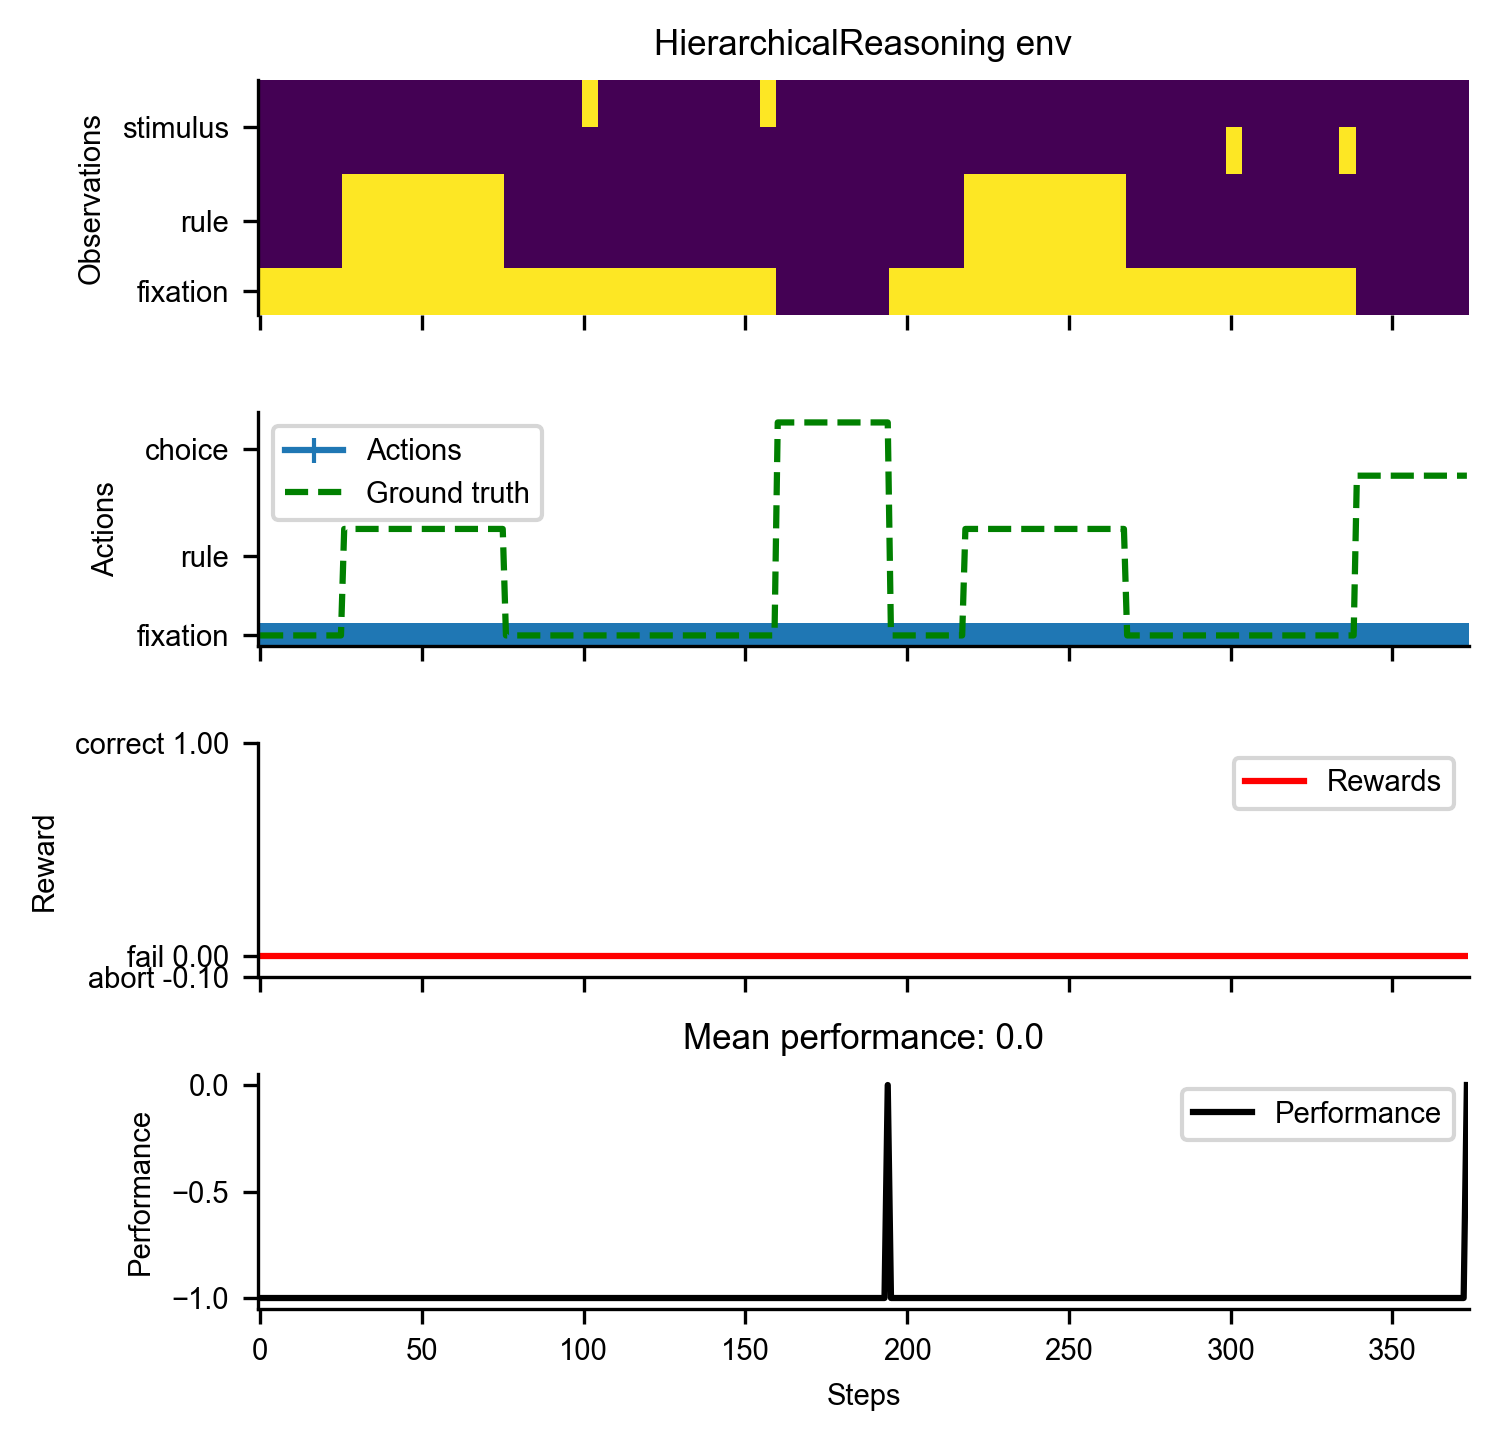 HierarchicalReasoning env
Observations
stimulus
rule
fixation
Actions
choice
rule
fixation
Actions
Ground truth
Reward
correct 1.00
fail 0.00
abort -0.10
Rewards
Mean performance: 0.0
Performance
0.0
−0.5
−1.0
Performance
0 50 100 150 200 250 300 350
Steps